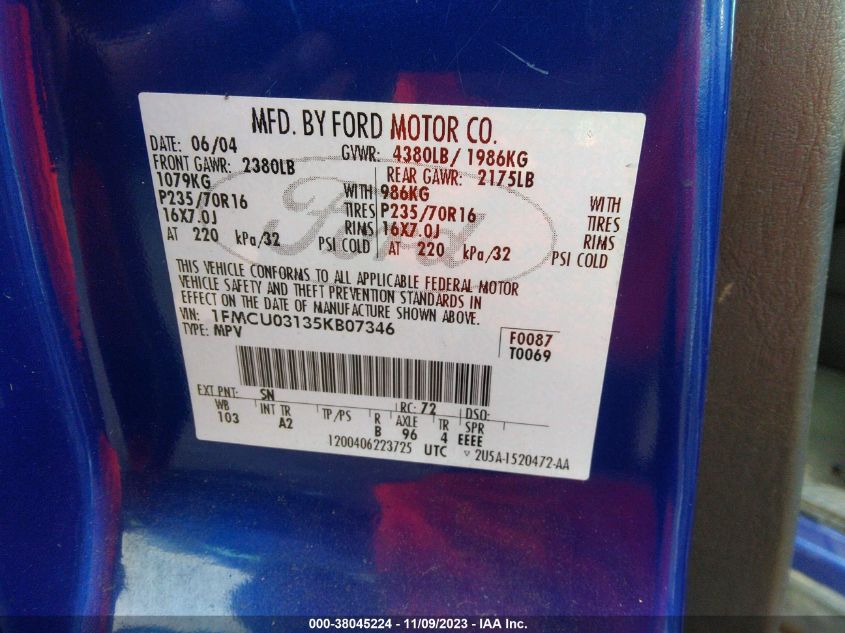 MFD. BY FORD MOTOR CO.
DATE: 06/04 GVWR: 4380LB/ 1986KG
FRONT GAWR: 2380LB REAR GAWR: 2175LB
1079KG WITH 986KG WITH
P235/70R16 TIRES P235/70R16 TIRES
16X7.0J RIMS 16X7.0J RIMS
AT 220 kPa/32 PSI COLD AT 220 kPa/32 PSI COLD
Ford
THIS VEHICLE CONFORMS TO ALL APPLICABLE FEDERAL MOTOR
VEHICLE SAFETY AND THEFT PREVENTION STANDARDS IN
EFFECT ON THE DATE OF MANUFACTURE SHOWN ABOVE.
VIN: 1FMCU03135KB07346
TYPE: MPV
F0087
T0069
EXT PNT: SN RC: 72 DSO:
WB INT TR TP/PS R AXLE TR SPR
103 A2 B 96 4 EEEE
1200406223725 UTC ▿ 2U5A-1520472-AA
000-38045224 - 11/09/2023 - IAA Inc.